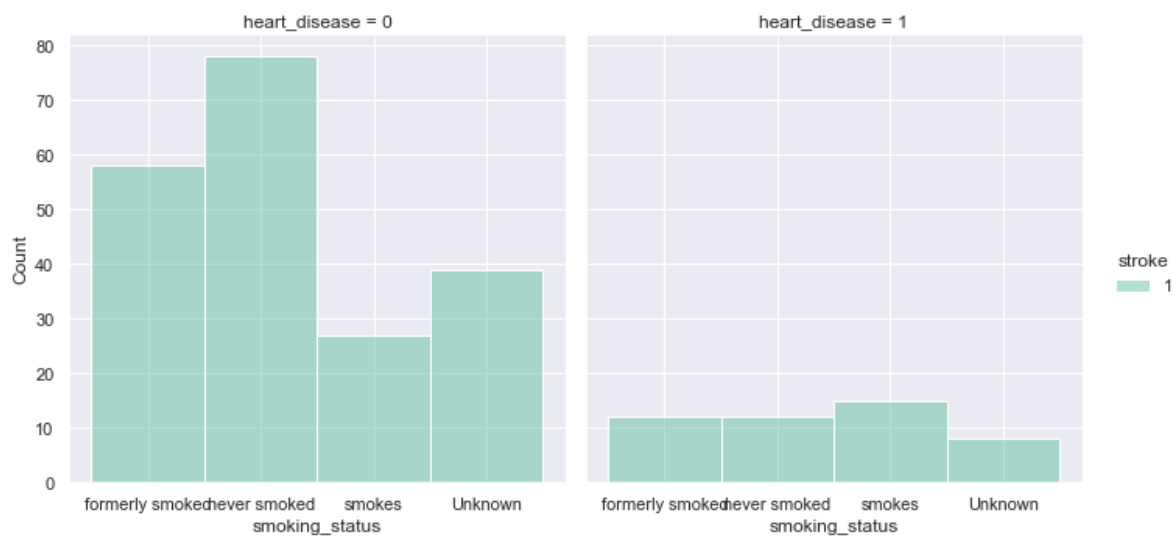 heart_disease = 0
heart_disease = 1
80
70
60
50
40
30
20
10
0
Count
formerly smoked never smoked smokes Unknown
smoking_status
formerly smoked never smoked smokes Unknown
smoking_status
stroke
1